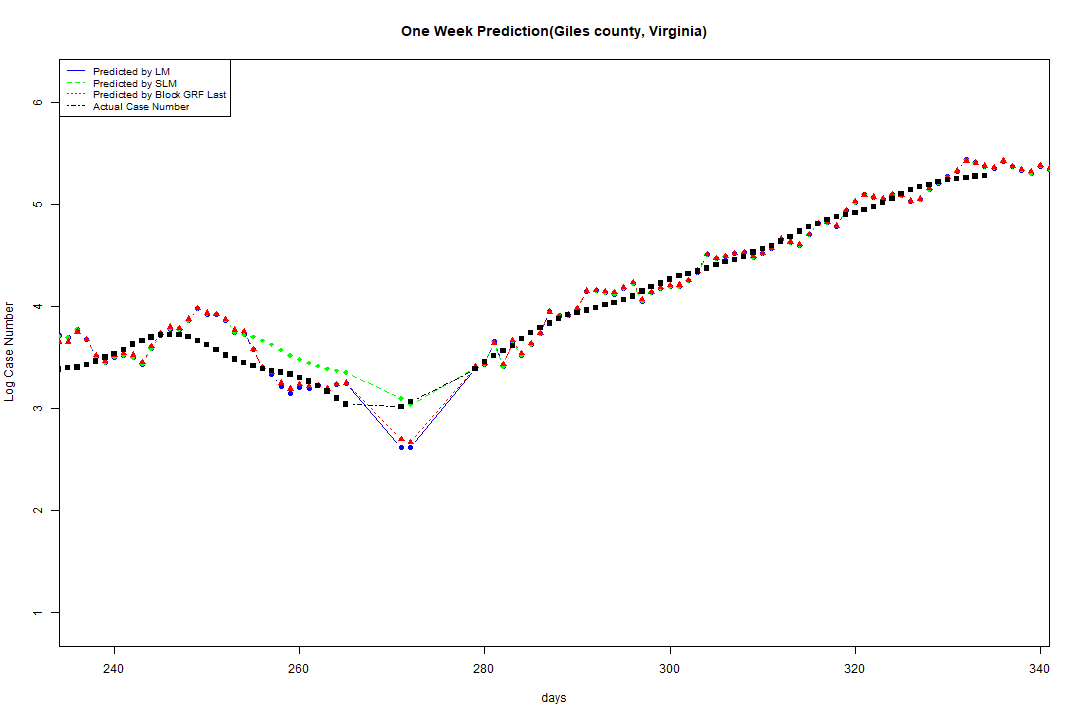 One Week Prediction(Giles county, Virginia)
Predicted by LM
Predicted by SLM
Predicted by Block GRF Last
Actual Case Number
6
5
4
3
2
1
Log Case Number
240 260 280 300 320 340
days